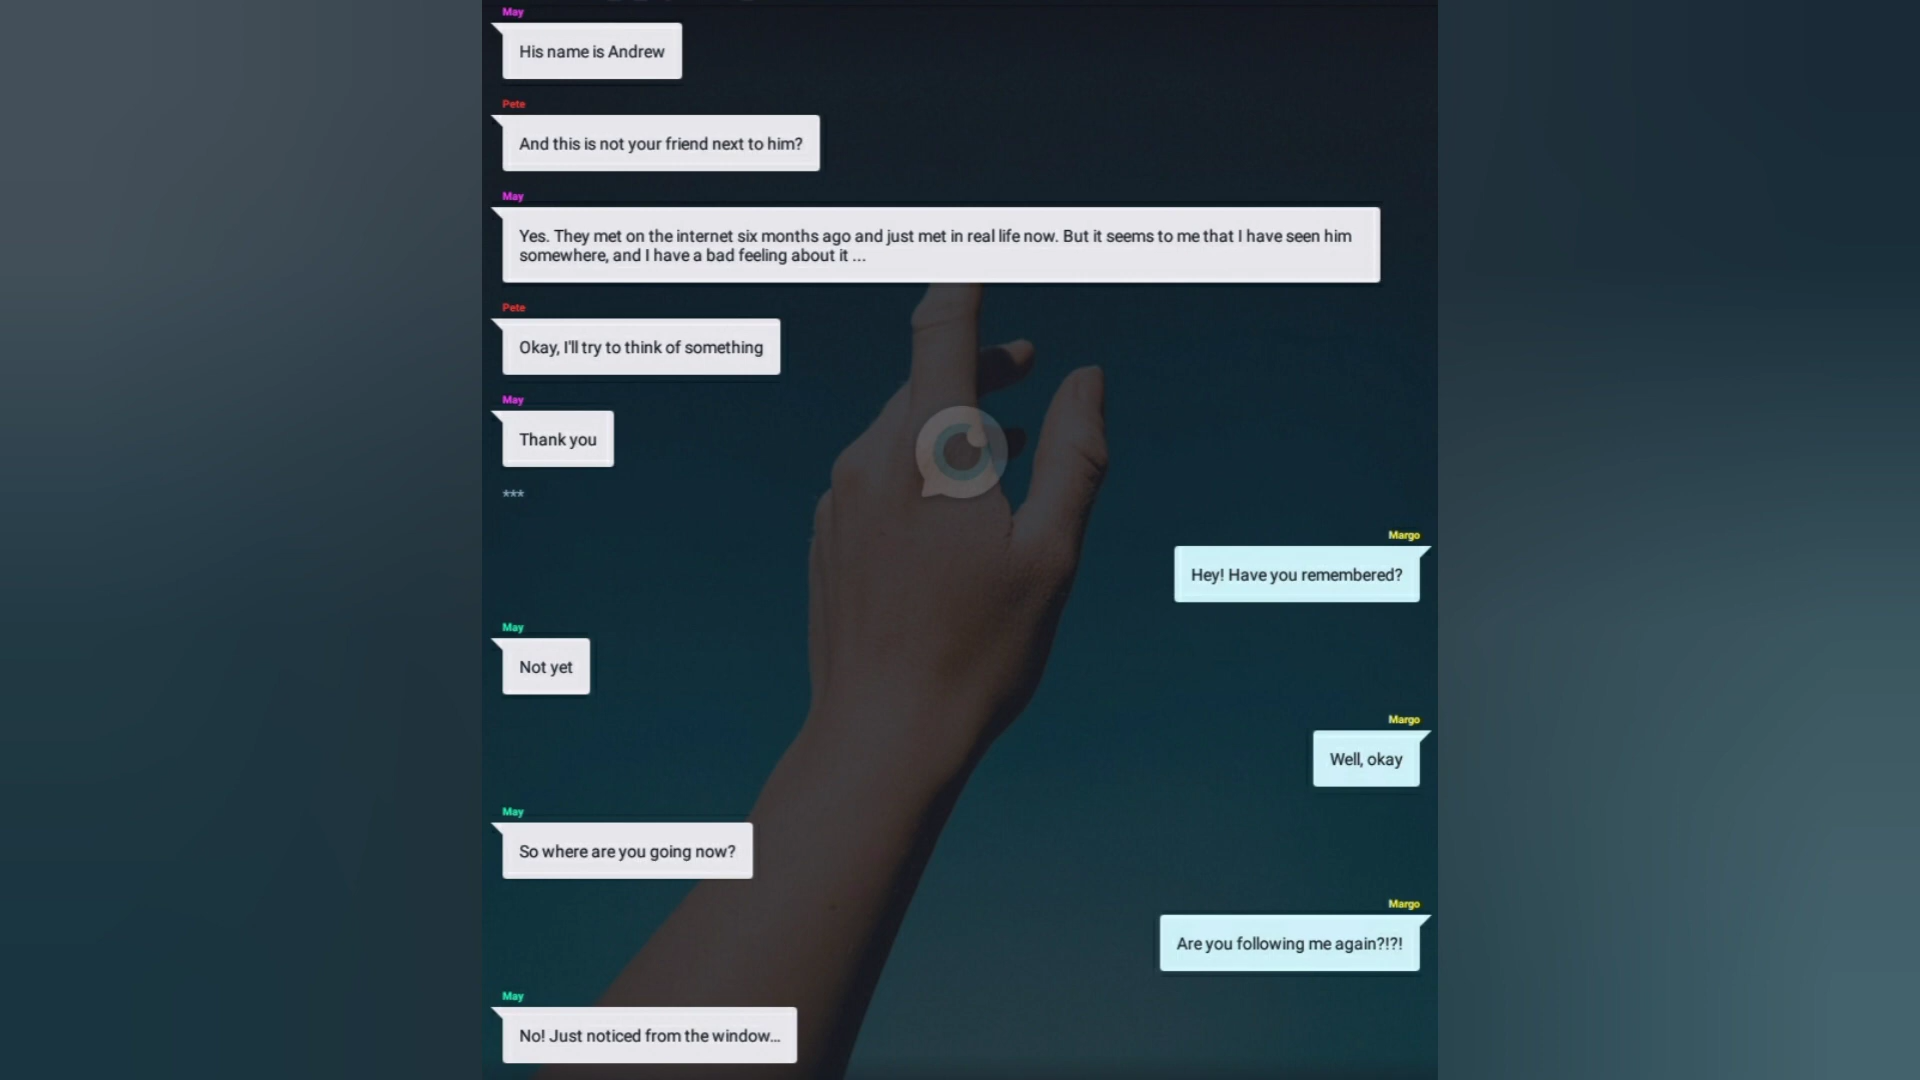 May
His name is Andrew
Pete
And this is not your friend next to him?
May
Yes. They met on the internet six months ago and just met in real life now. But it seems to me that I have seen him
somewhere, and I have a bad feeling about it ...
Pete
Okay, I'll try to think of something
May
Thank you
***
Margo
Hey! Have you remembered?
May
Not yet
Margo
Well, okay
May
So where are you going now?
Margo
Are you following me again?!?!
May
No! Just noticed from the window...